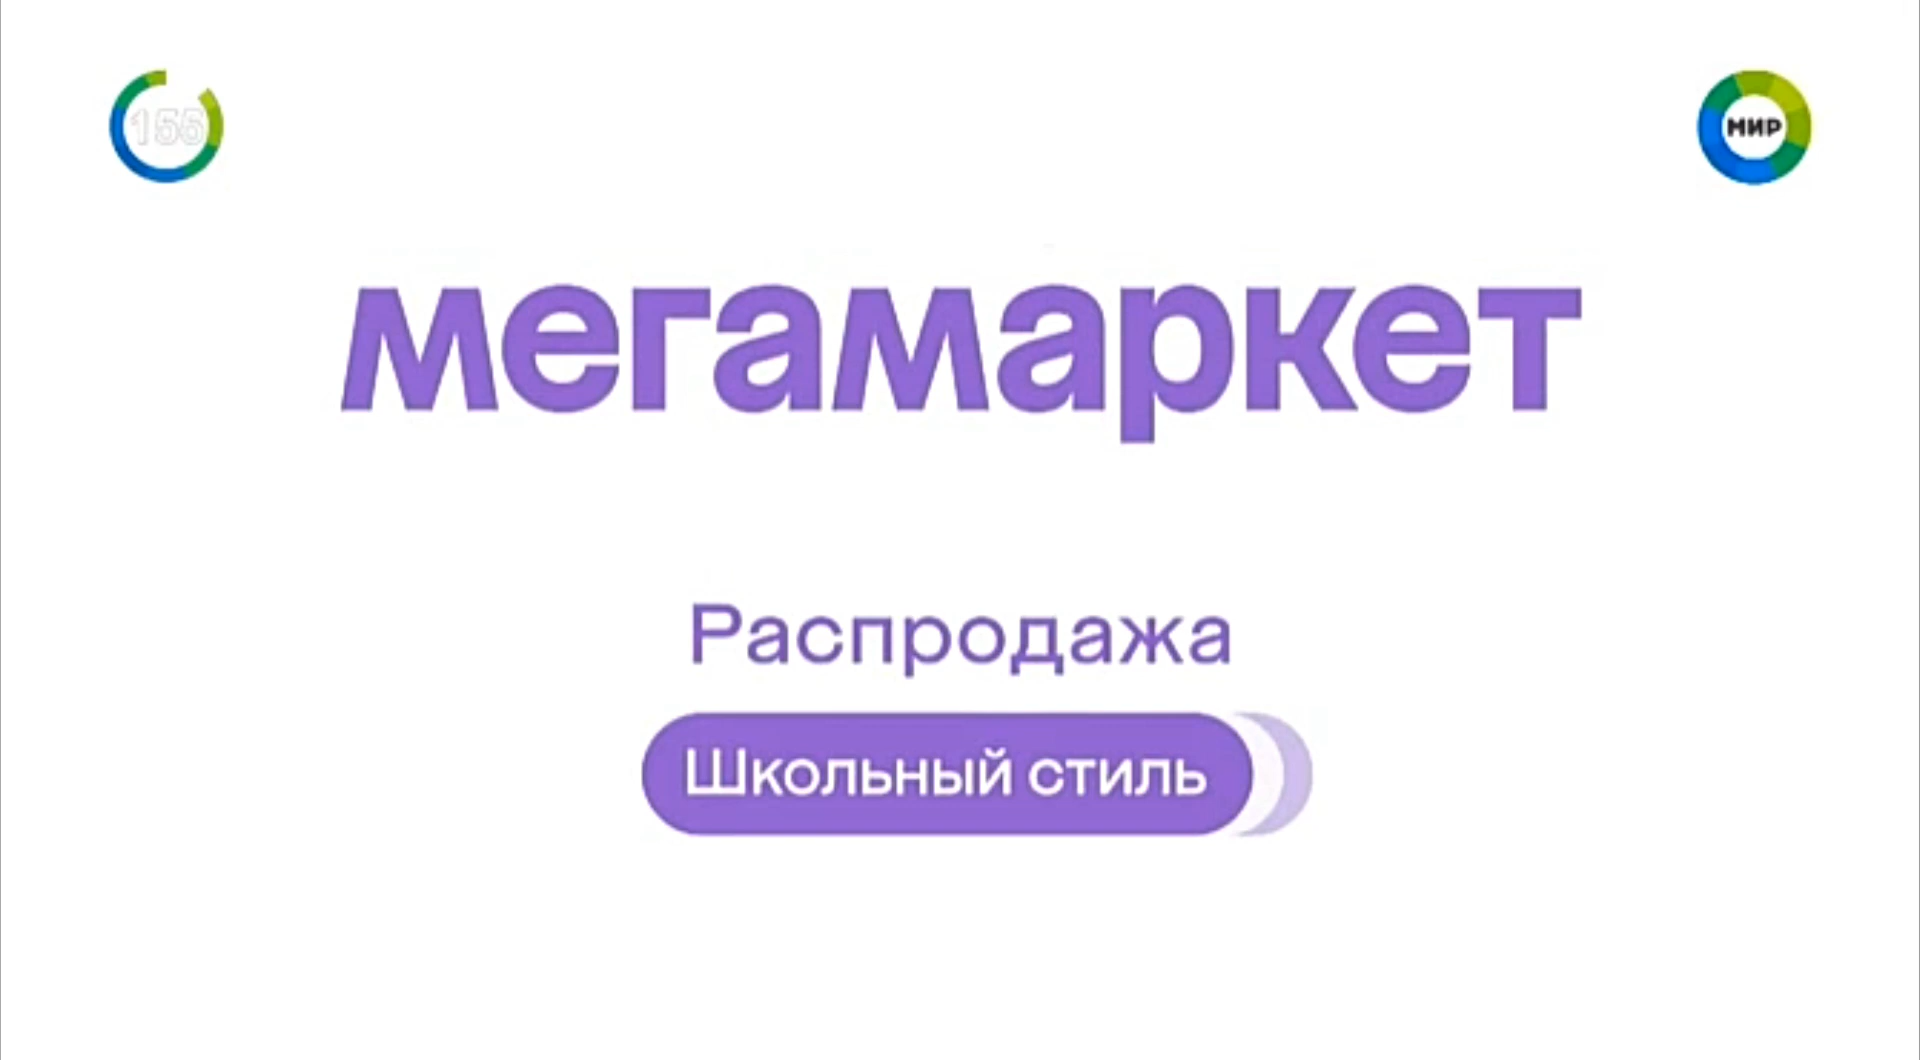 155
МИР
мегамаркет
Распродажа
Школьный стиль